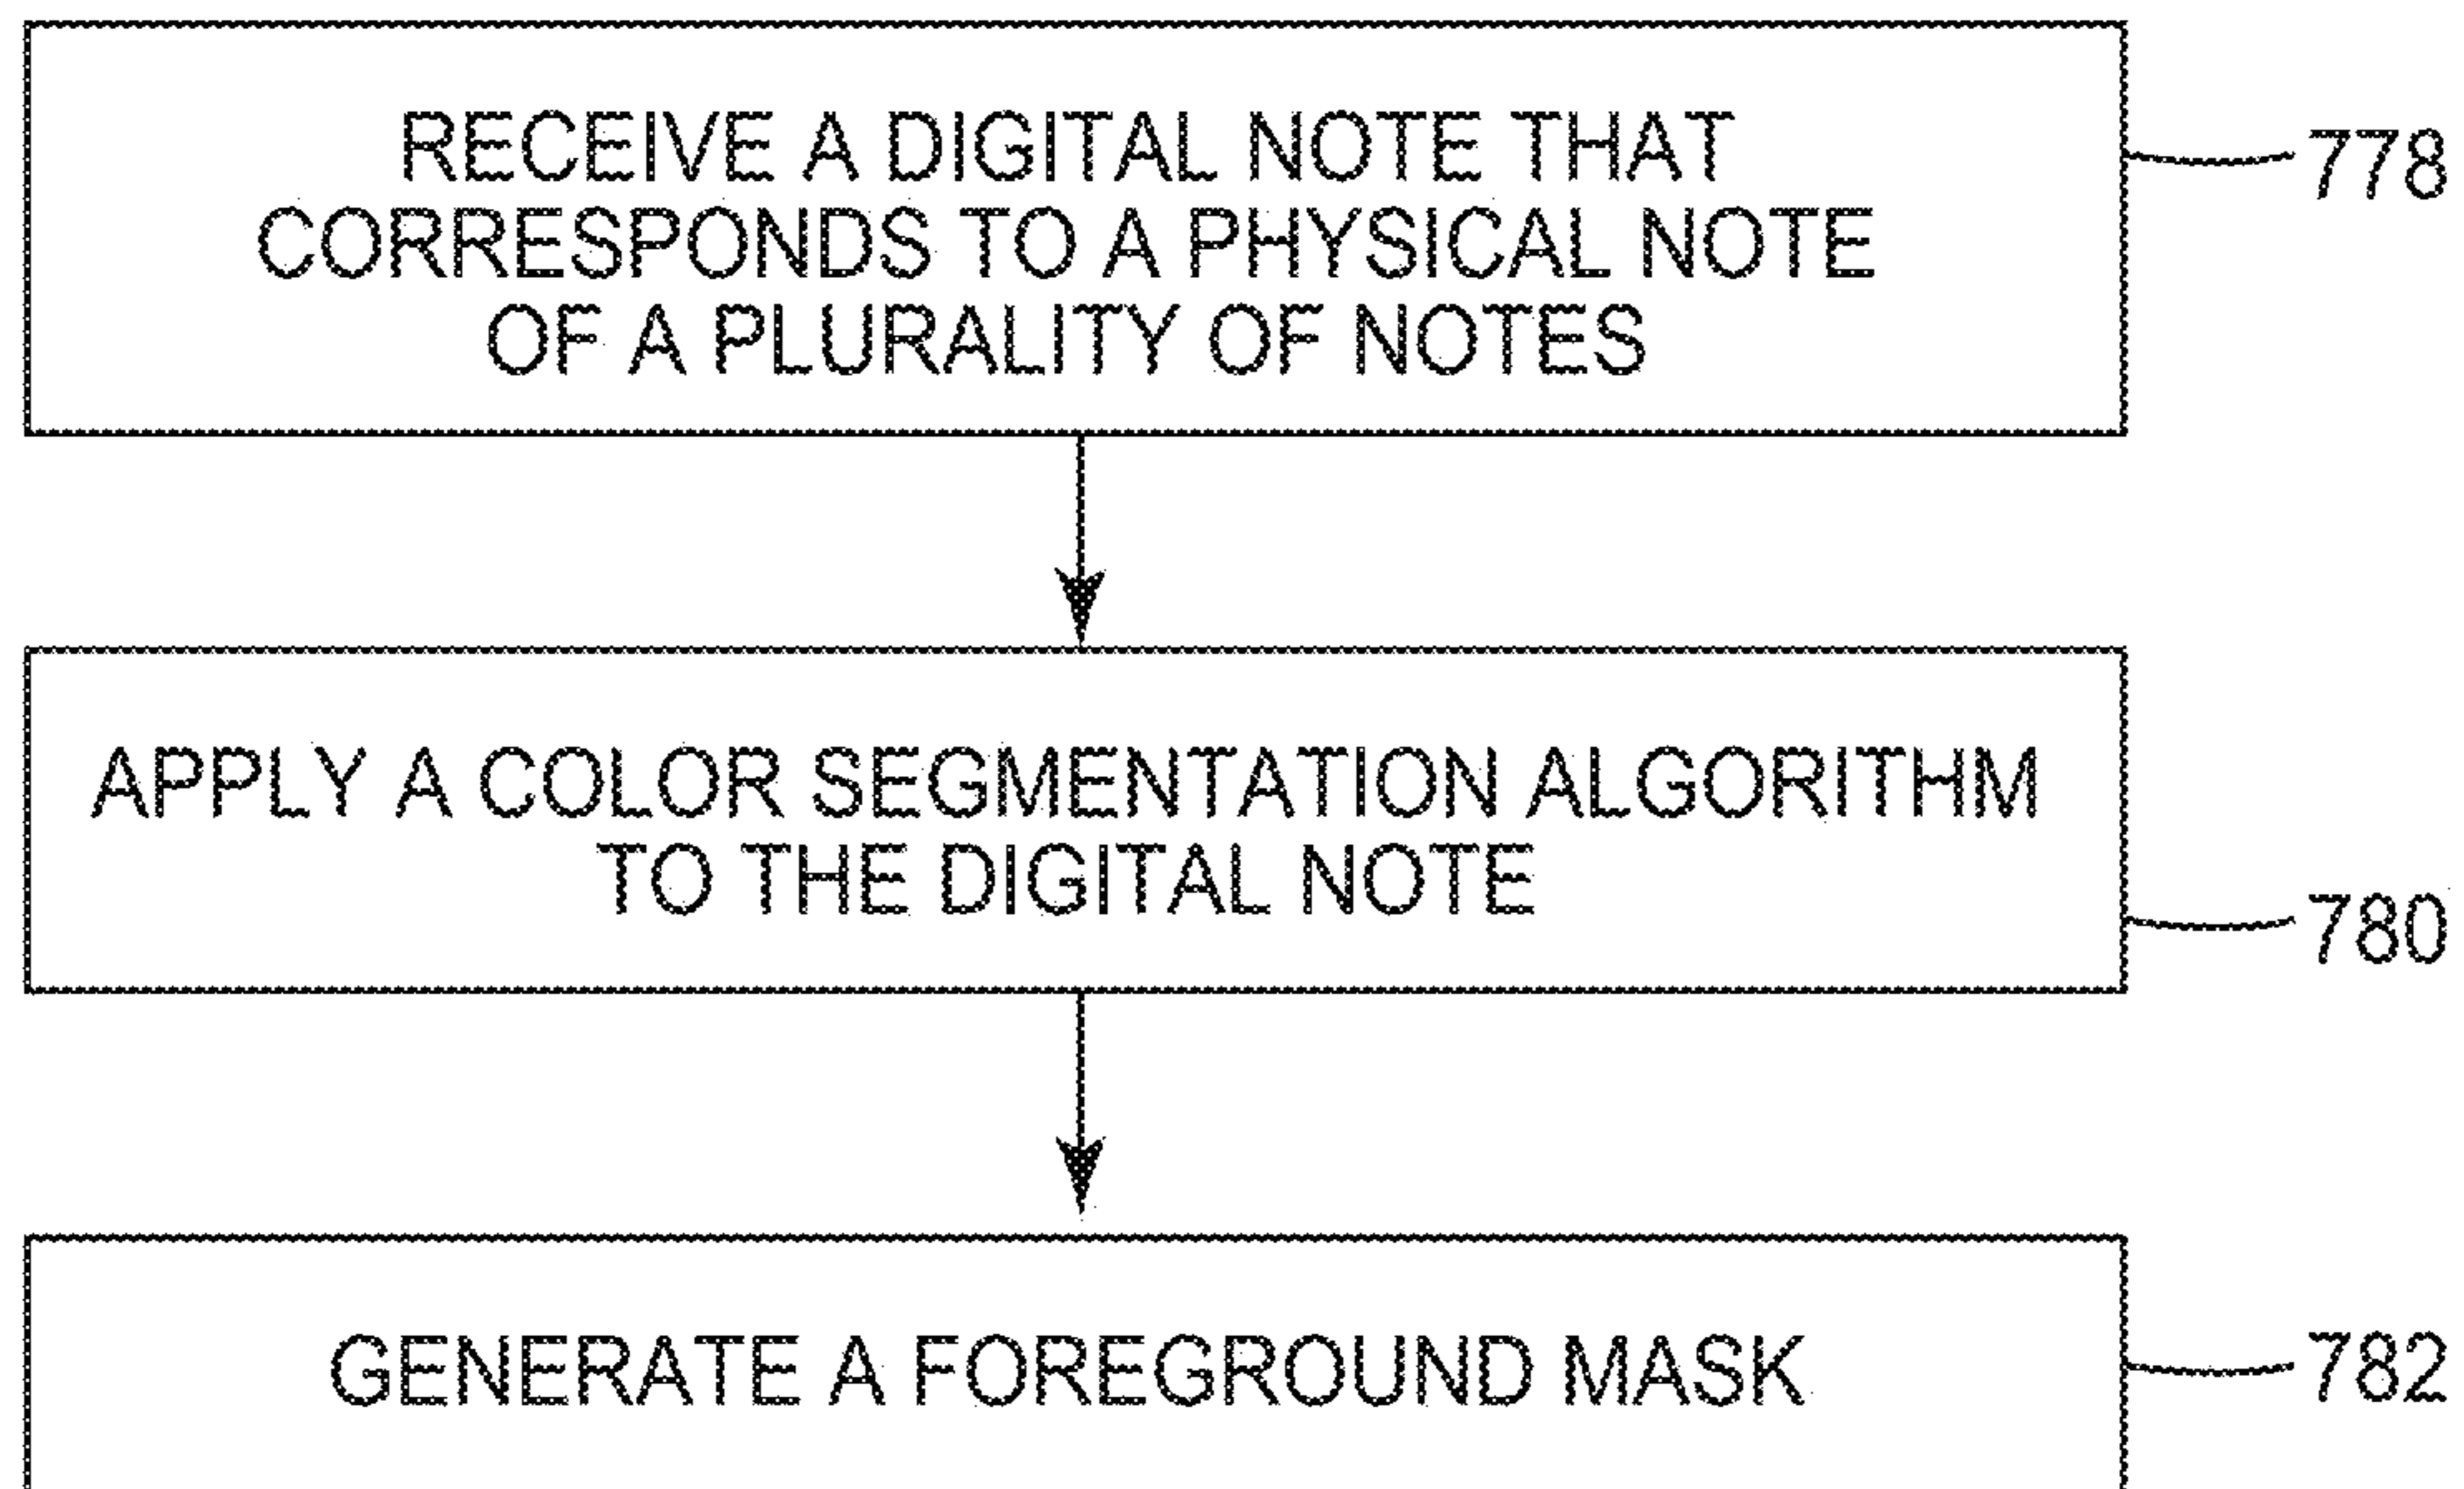 RECEIVE A DIGITAL NOTE THAT
CORRESPONDS TO A PHYSICAL NOTE
OF A PLURALITY OF NOTES
778
APPLY A COLOR SEGMENTATION ALGORITHM
TO THE DIGITAL NOTE
780
GENERATE A FOREGROUND MASK
782